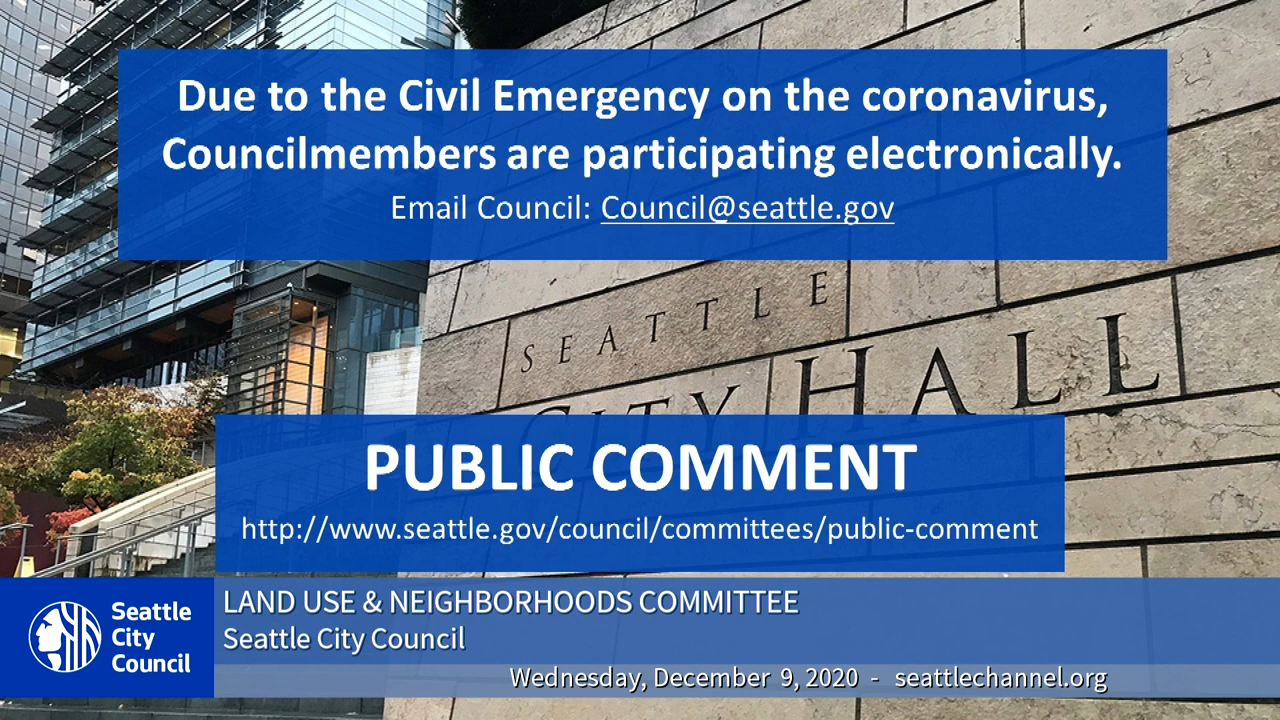 Due to the Civil Emergency on the coronavirus,
Councilmembers are participating electronically.
Email Council: Council@seattle.gov
SEATTLE
CITY HALL
PUBLIC COMMENT
http://www.seattle.gov/council/committees/public-comment
Seattle
City
Council
LAND USE & NEIGHBORHOODS COMMITTEE
Seattle City Council
Wednesday, December 9, 2020 - seattlechannel.org